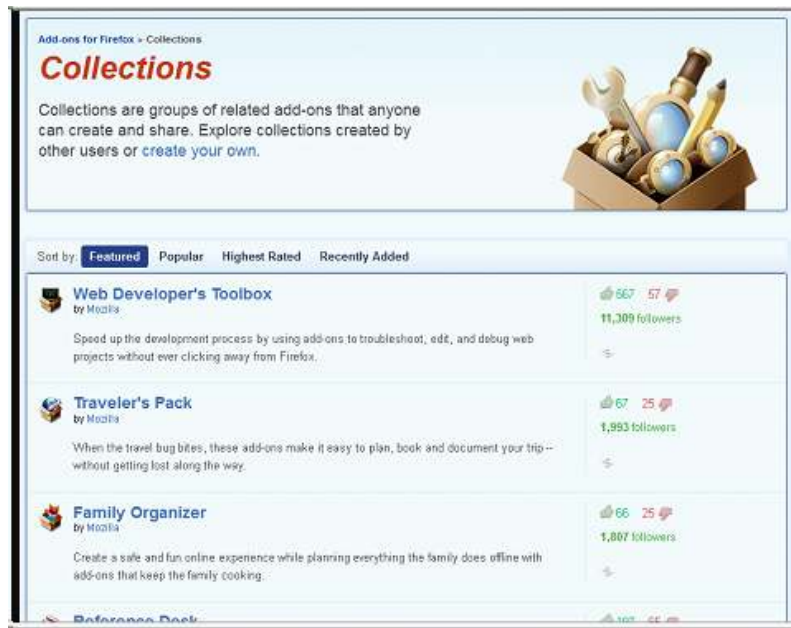 Add-ons for Firefox » Collections
Collections
Collections are groups of related add-ons that anyone
can create and share. Explore collections created by
other users or create your own.
Sort by: Featured Popular Highest Rated Recently Added
Web Developer's Toolbox
by Mozilla
667 57
11,309 followers
Speed up the development process by using add-ons to troubleshoot, edit, and debug web
projects without ever clicking away from Firefox.
Traveler's Pack
by Mozilla
67 25
1,993 followers
When the travel bug bites, these add-ons make it easy to plan, book and document your trip --
without getting lost along the way.
Family Organizer
by Mozilla
66 25
1,807 followers
Create a safe and fun online experience while planning everything the family does offline with
add-ons that keep the family cooking.
Reference Desk